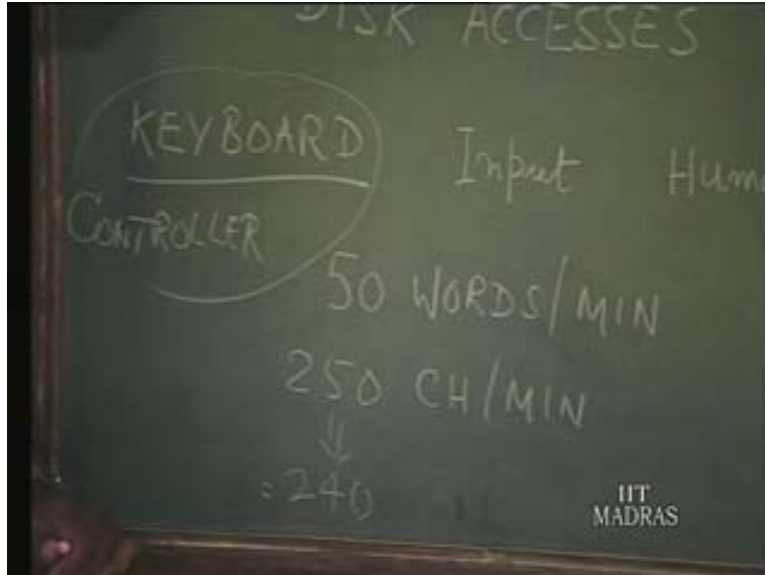 DISK ACCESSES
KEYBOARD Input
CONTROLLER
50 WORDS/MIN
250 CH/MIN
⇓
:240
IIT
MADRAS